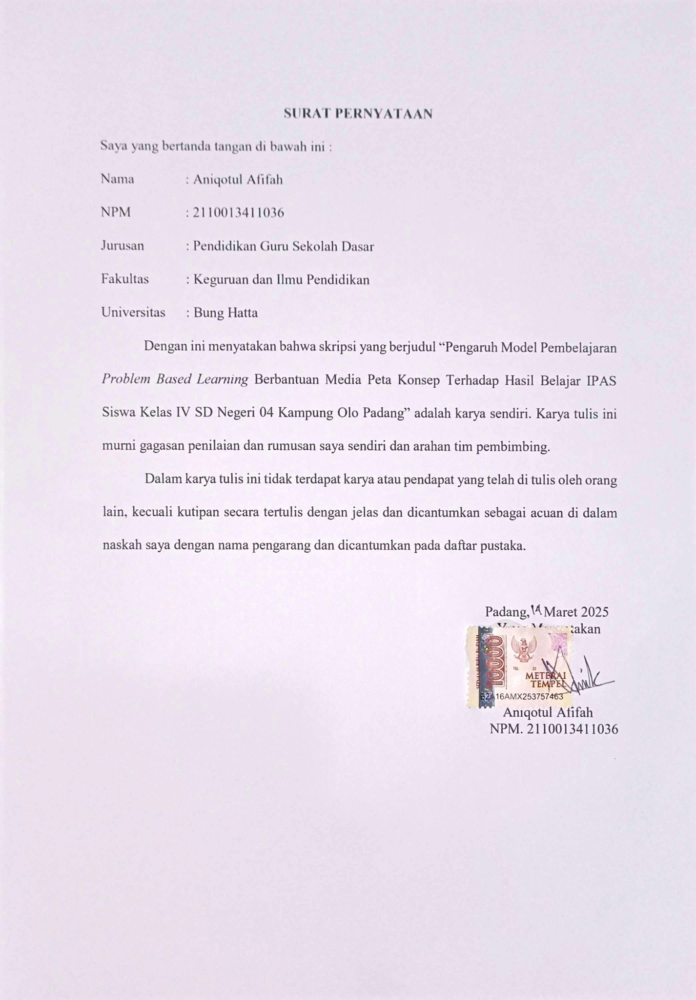 SURAT PERNYATAAN
Saya yang bertanda tangan di bawah ini :
Nama : Aniqotul Afifah
NPM : 2110013411036
Jurusan : Pendidikan Guru Sekolah Dasar
Fakultas : Keguruan dan Ilmu Pendidikan
Universitas : Bung Hatta
Dengan ini menyatakan bahwa skripsi yang berjudul “Pengaruh Model Pembelajaran
Problem Based Learning Berbantuan Media Peta Konsep Terhadap Hasil Belajar IPAS
Siswa Kelas IV SD Negeri 04 Kampung Olo Padang” adalah karya sendiri. Karya tulis ini
murni gagasan penilaian dan rumusan saya sendiri dan arahan tim pembimbing.
Dalam karya tulis ini tidak terdapat karya atau pendapat yang telah di tulis oleh orang
lain, kecuali kutipan secara tertulis dengan jelas dan dicantumkan sebagai acuan di dalam
naskah saya dengan nama pengarang dan dicantumkan pada daftar pustaka.
Padang, 14 Maret 2025
SEPULUH RIBU RUPIAH
10000
TGL 20
METERAI
TEMPEL
B2A16AMX253757463
Aniqotul Afifah
NPM. 2110013411036